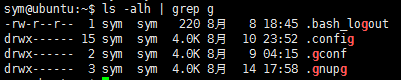 sym@ubuntu:~$ ls -alh | grep g
-rw-r--r-- 1 sym sym 220 8月 8 18:45 .bash_logout
drwx------ 15 sym sym 4.0K 8月 10 23:52 .config
drwx------ 2 sym sym 4.0K 8月 9 04:15 .gconf
drwx------ 3 sym sym 4.0K 8月 14 17:58 .gnupg